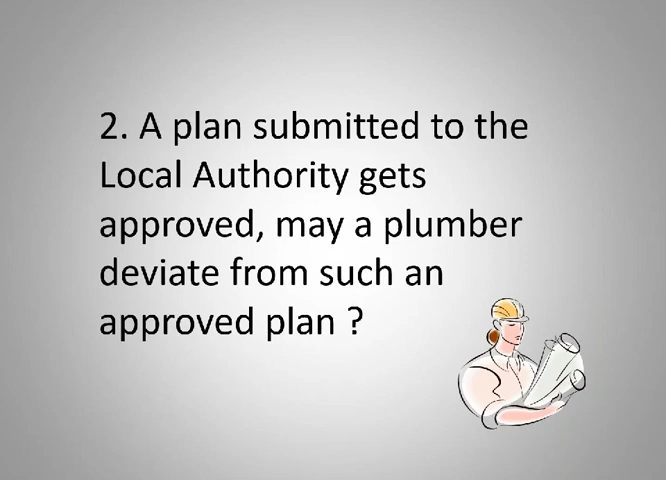 2. A plan submitted to the
Local Authority gets
approved, may a plumber
deviate from such an
approved plan ?